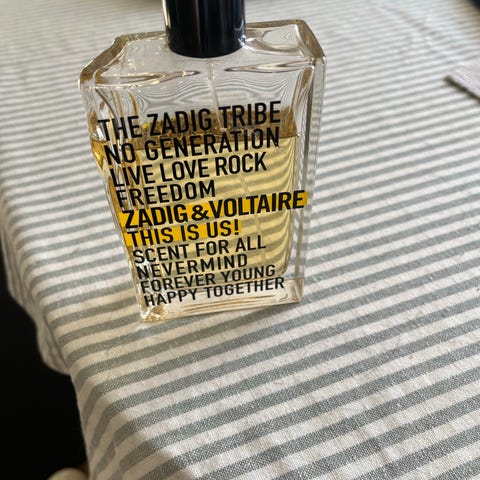 THE ZADIG TRIBE
NO GENERATION
LIVE LOVE ROCK
FREEDOM
ZADIG&VOLTAIRE
THIS IS US!
SCENT FOR ALL
NEVERMIND
FOREVER YOUNG
HAPPY TOGETHER